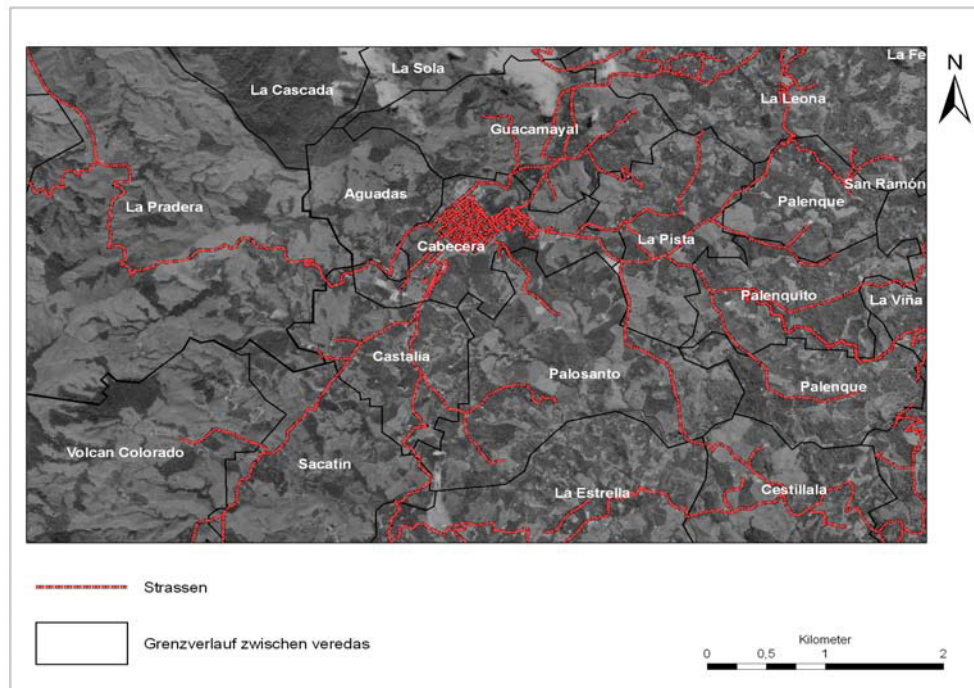 La Fe
La Sola
N
La Cascada
La Leona
Guacamayal
San Ramón
Aguadas
Palenque
La Pradera
La Pista
Cabecera
Palenquito
La Viña
Castalia
Palosanto
Palenque
Volcan Colorado
Sacatin
La Estrella
Cestillala
Strassen
Grenzverlauf zwischen veredas
Kilometer
0 0,5 1 2